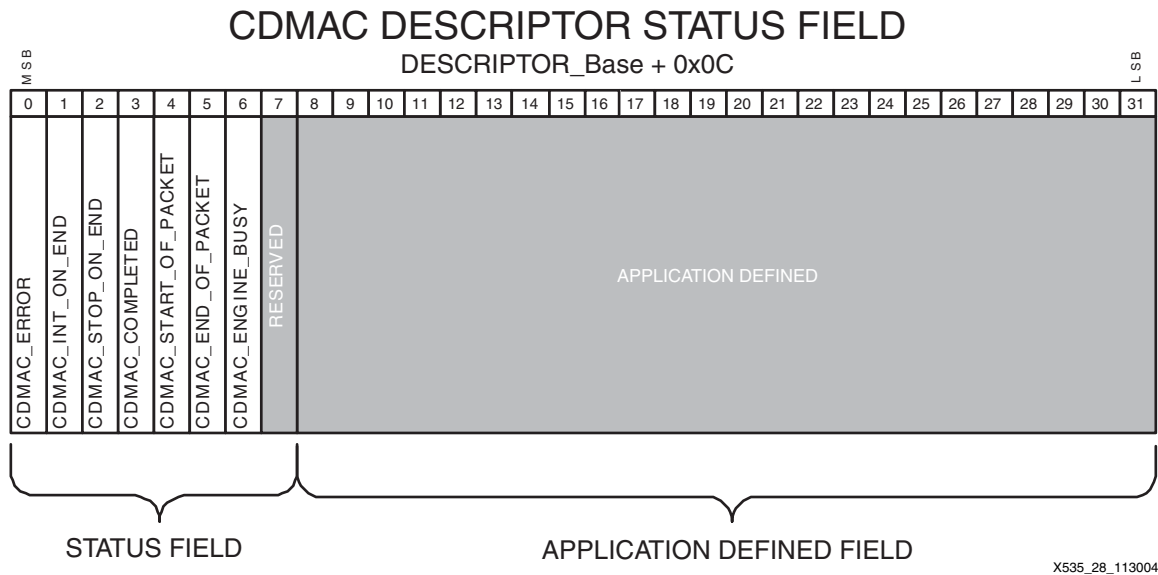 CDMAC DESCRIPTOR STATUS FIELD
DESCRIPTOR_Base + 0x0C
MSB
LSB
0 1 2 3 4 5 6 7 8 9 10 11 12 13 14 15 16 17 18 19 20 21 22 23 24 25 26 27 28 29 30 31
CDMAC_ERROR
CDMAC_INT_ON_END
CDMAC_STOP_ON_END
CDMAC_COMPLETED
CDMAC_START_OF_PACKET
CDMAC_END_OF_PACKET
CDMAC_ENGINE_BUSY
RESERVED
APPLICATION DEFINED
STATUS FIELD
APPLICATION DEFINED FIELD
X535_28_113004